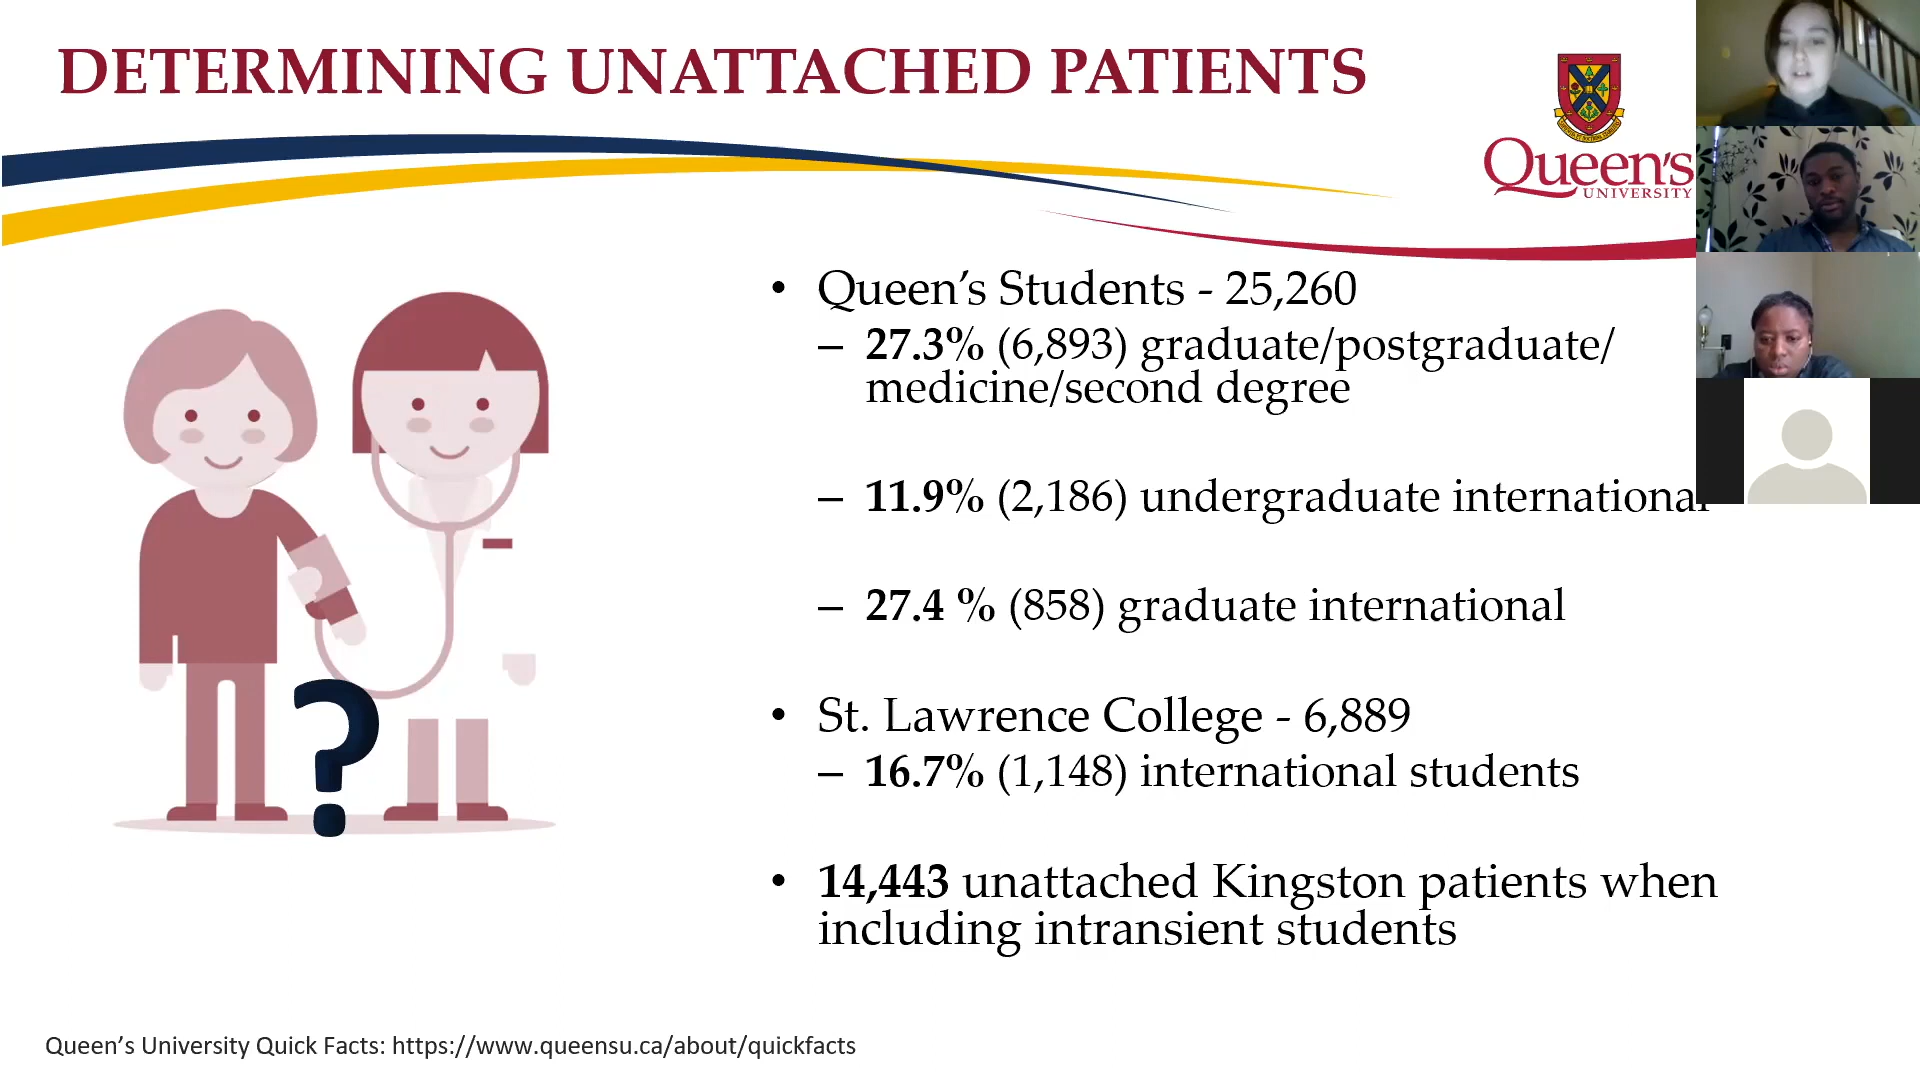 DETERMINING UNATTACHED PATIENTS
Queen's
UNIVERSITY
• Queen’s Students - 25,260
– 27.3% (6,893) graduate/postgraduate/
medicine/second degree
– 11.9% (2,186) undergraduate international
– 27.4 % (858) graduate international
• St. Lawrence College - 6,889
– 16.7% (1,148) international students
• 14,443 unattached Kingston patients when
including intransient students
?
Queen’s University Quick Facts: https://www.queensu.ca/about/quickfacts